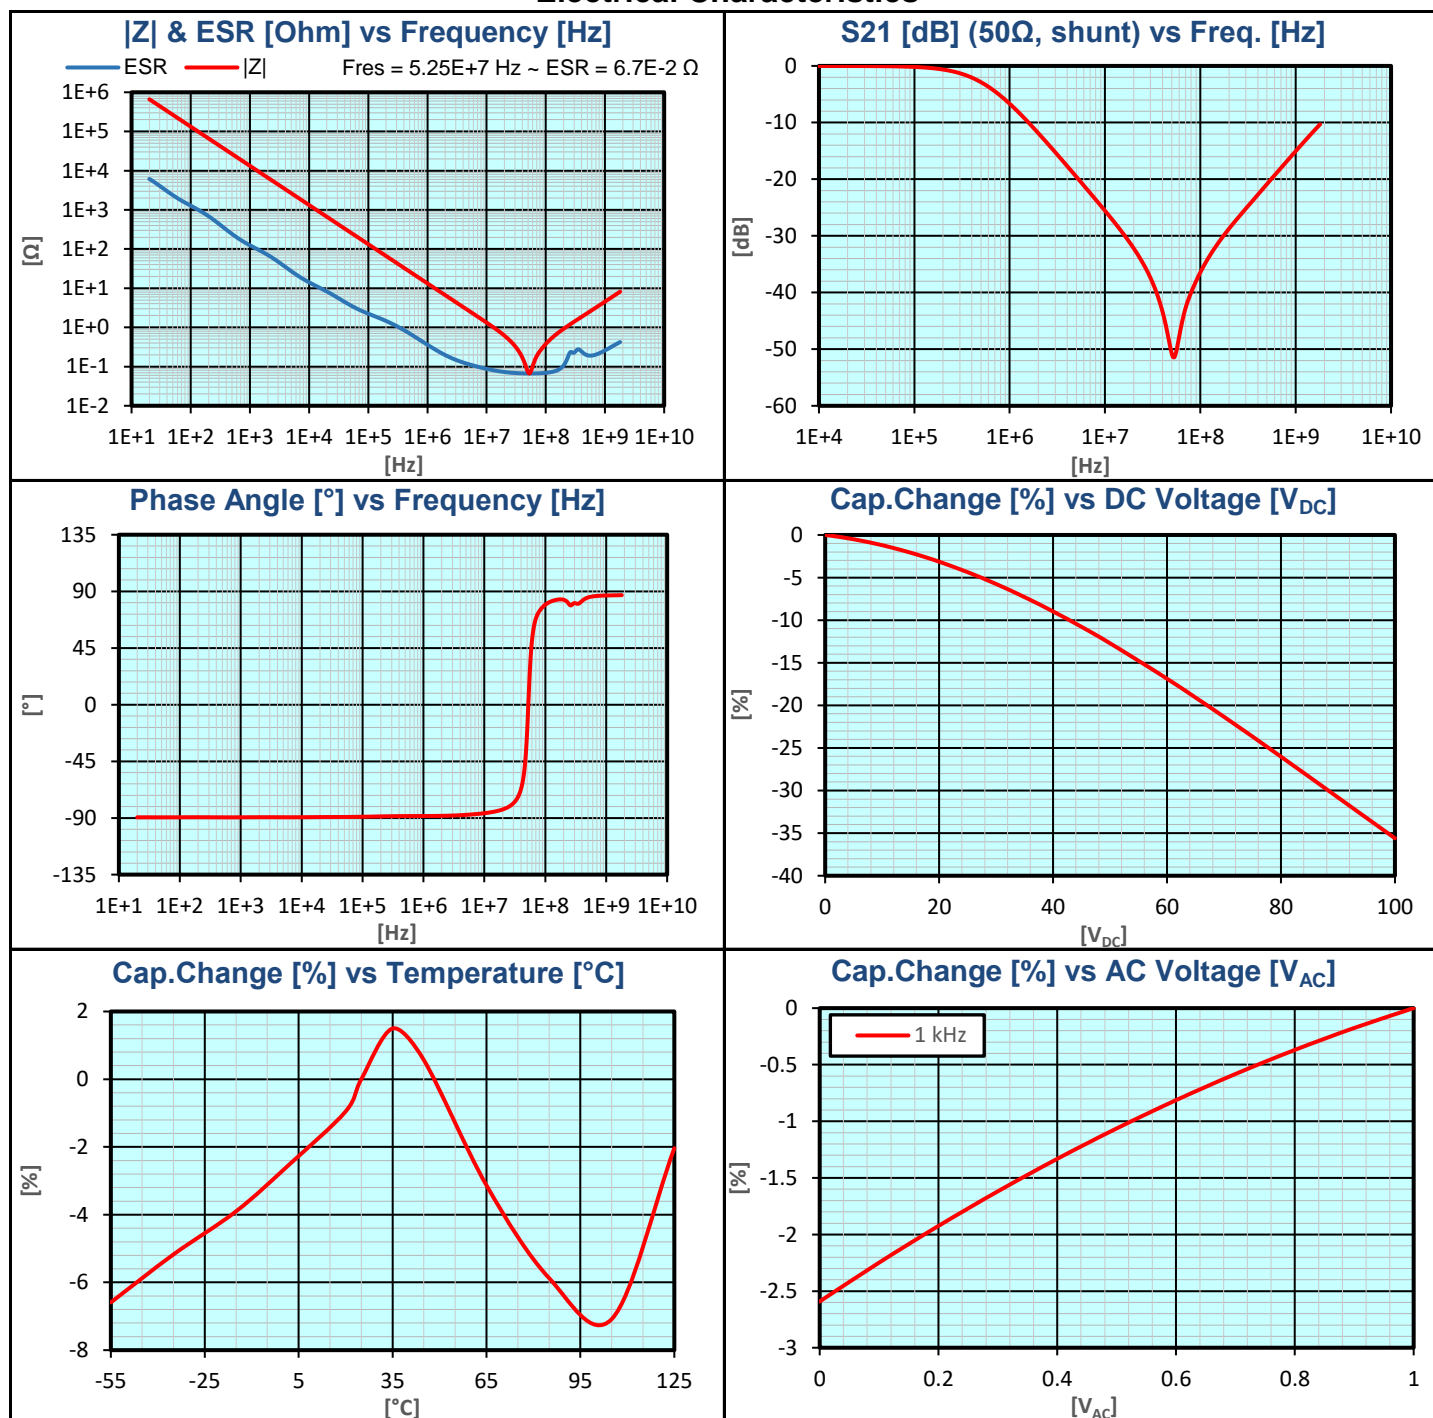 Electrical Characteristics
|Z| & ESR [Ohm] vs Frequency [Hz]
ESR |Z| Fres = 5.25E+7 Hz ~ ESR = 6.7E-2 Ω
1E+6
1E+5
1E+4
1E+3
1E+2
1E+1
1E+0
1E-1
1E-2
[Ω]
1E+1 1E+2 1E+3 1E+4 1E+5 1E+6 1E+7 1E+8 1E+9 1E+10
[Hz]
S21 [dB] (50Ω, shunt) vs Freq. [Hz]
0
-10
-20
-30
-40
-50
-60
[dB]
1E+4 1E+5 1E+6 1E+7 1E+8 1E+9 1E+10
[Hz]
Phase Angle [°] vs Frequency [Hz]
135
90
45
0
-45
-90
-135
[°]
1E+1 1E+2 1E+3 1E+4 1E+5 1E+6 1E+7 1E+8 1E+9 1E+10
[Hz]
Cap.Change [%] vs DC Voltage [VDC]
0
-5
-10
-15
-20
-25
-30
-35
-40
[%]
0 20 40 60 80 100
[VDC]
Cap.Change [%] vs Temperature [°C]
2
0
-2
-4
-6
-8
[%]
-55 -25 5 35 65 95 125
[°C]
Cap.Change [%] vs AC Voltage [VAC]
1 kHz
0
-0.5
-1
-1.5
-2
-2.5
-3
[%]
0 0.2 0.4 0.6 0.8 1
[VAC]